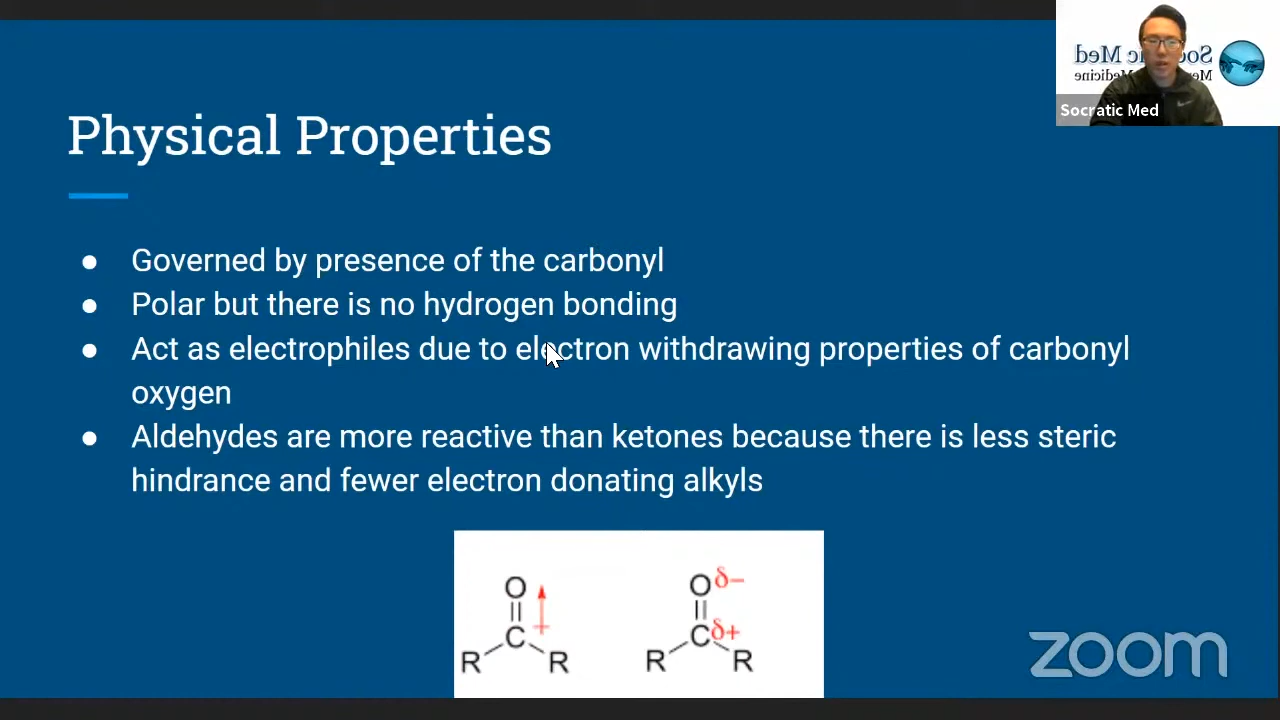 Physical Properties
● Governed by presence of the carbonyl
● Polar but there is no hydrogen bonding
● Act as electrophiles due to electron withdrawing properties of carbonyl
oxygen
● Aldehydes are more reactive than ketones because there is less steric
hindrance and fewer electron donating alkyls
O
C
R R
O δ−
C δ+
R R
Med
Medicine
Socratic Med
zoom